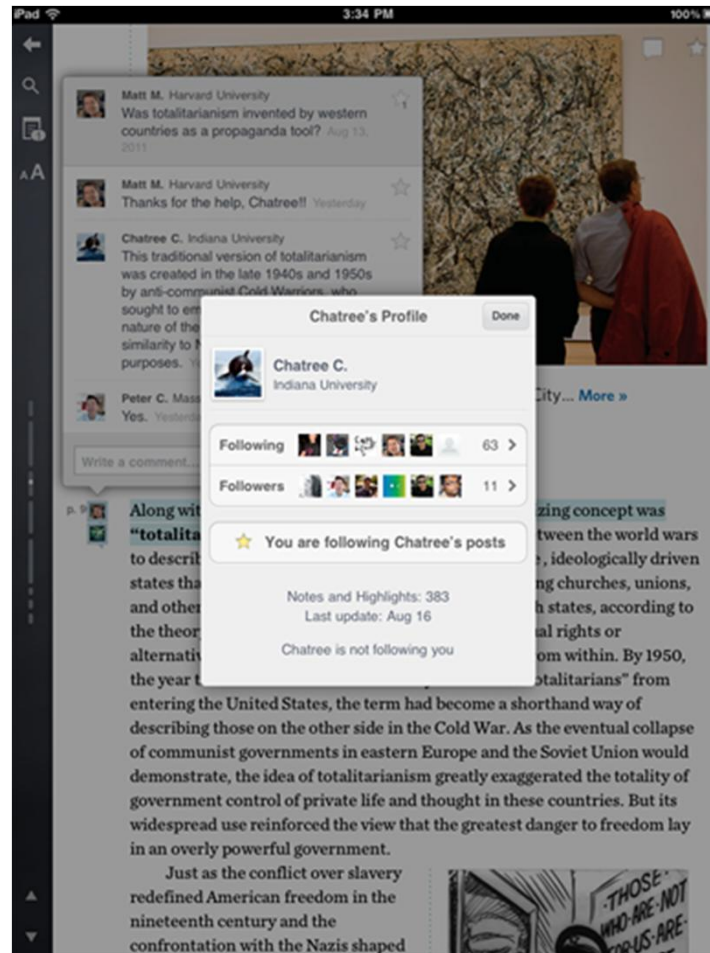 iPad 3:34 PM 100%
Matt M. Harvard University
Was totalitarianism invented by western
countries as a propaganda tool? Aug 13,
2011
1
Matt M. Harvard University
Thanks for the help, Chatree!! Yesterday
Chatree C. Indiana University
This traditional version of totalitarianism
was created in the late 1940s and 1950s
by anti-communist Cold Warriors, who
sought to em
nature of the
similarity to N
purposes.
Peter C. Mass
Yes. Yesterd
Write a comment...
AA
Chatree's Profile Done
Chatree C.
Indiana University
Following 63 >
Followers 11 >
You are following Chatree's posts
Notes and Highlights: 383
Last update: Aug 16
Chatree is not following you
City... More »
p. 9
Along wit zing concept was
“totalita tween the world wars
to describ , ideologically driven
states tha ng churches, unions,
and other h states, according to
the theor al rights or
alternativ om within. By 1950,
the year t otalitarians” from
entering the United States, the term had become a shorthand way of
describing those on the other side in the Cold War. As the eventual collapse
of communist governments in eastern Europe and the Soviet Union would
demonstrate, the idea of totalitarianism greatly exaggerated the totality of
government control of private life and thought in these countries. But its
widespread use reinforced the view that the greatest danger to freedom lay
in an overly powerful government.
Just as the conflict over slavery
redefined American freedom in the
nineteenth century and the
confrontation with the Nazis shaped
·THOSE·
WHO·ARE·NOT
FOR·US·ARE·